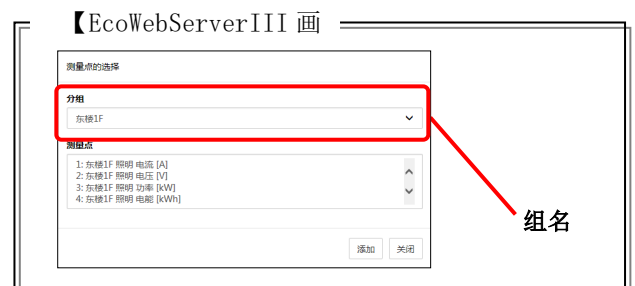 【EcoWebServerIII 画
测量点的选择
分组
东楼1F
测量点
1: 东楼1F 照明 电流 [A]
2: 东楼1F 照明 电压 [V]
3: 东楼1F 照明 功率 [kW]
4: 东楼1F 照明 电能 [kWh]
组名
添加 关闭